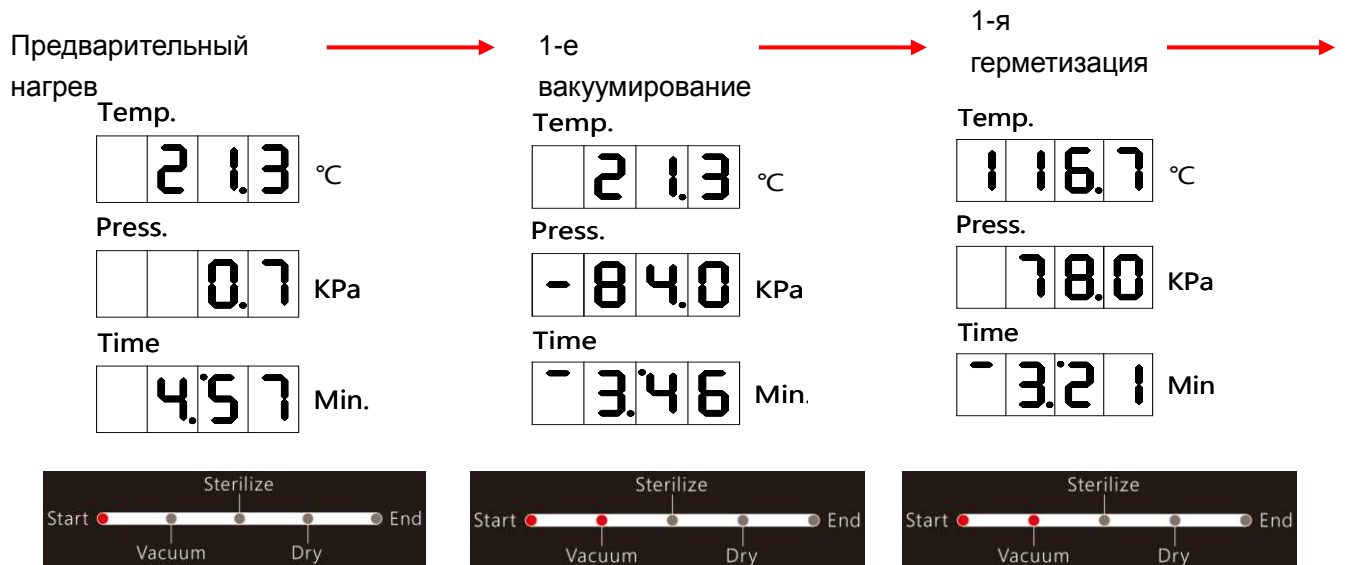 Предварительный
нагрев
Temp.
21.3 ℃
Press.
0.7 KPa
Time
4:57 Min.
Sterilize
Start End
Vacuum Dry
1-е
вакуумирование
Temp.
21.3 ℃
Press.
-84.0 KPa
Time
-3:46 Min.
Sterilize
Start End
Vacuum Dry
1-я
герметизация
Temp.
116.7 ℃
Press.
78.0 KPa
Time
-3:21 Min
Sterilize
Start End
Vacuum Dry